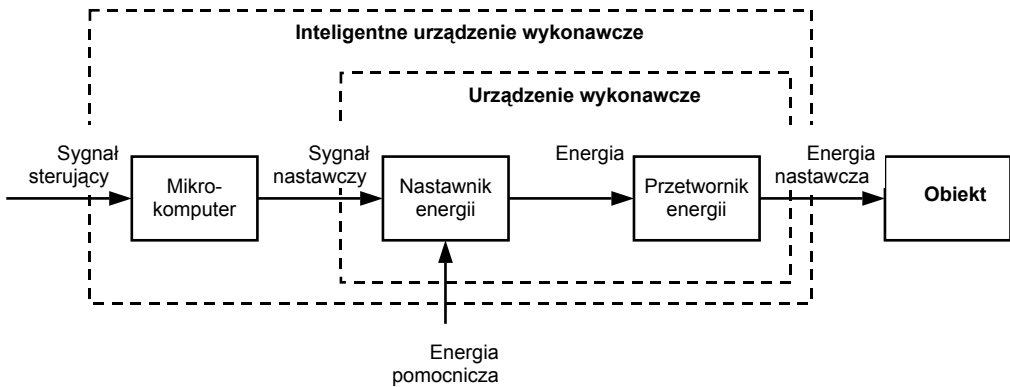 Inteligentne urządzenie wykonawcze
Urządzenie wykonawcze
Sygnał
sterujący
Mikro-
komputer
Sygnał
nastawczy
Nastawnik
energii
Energia
Przetwornik
energii
Energia
nastawcza
Obiekt
Energia
pomocnicza